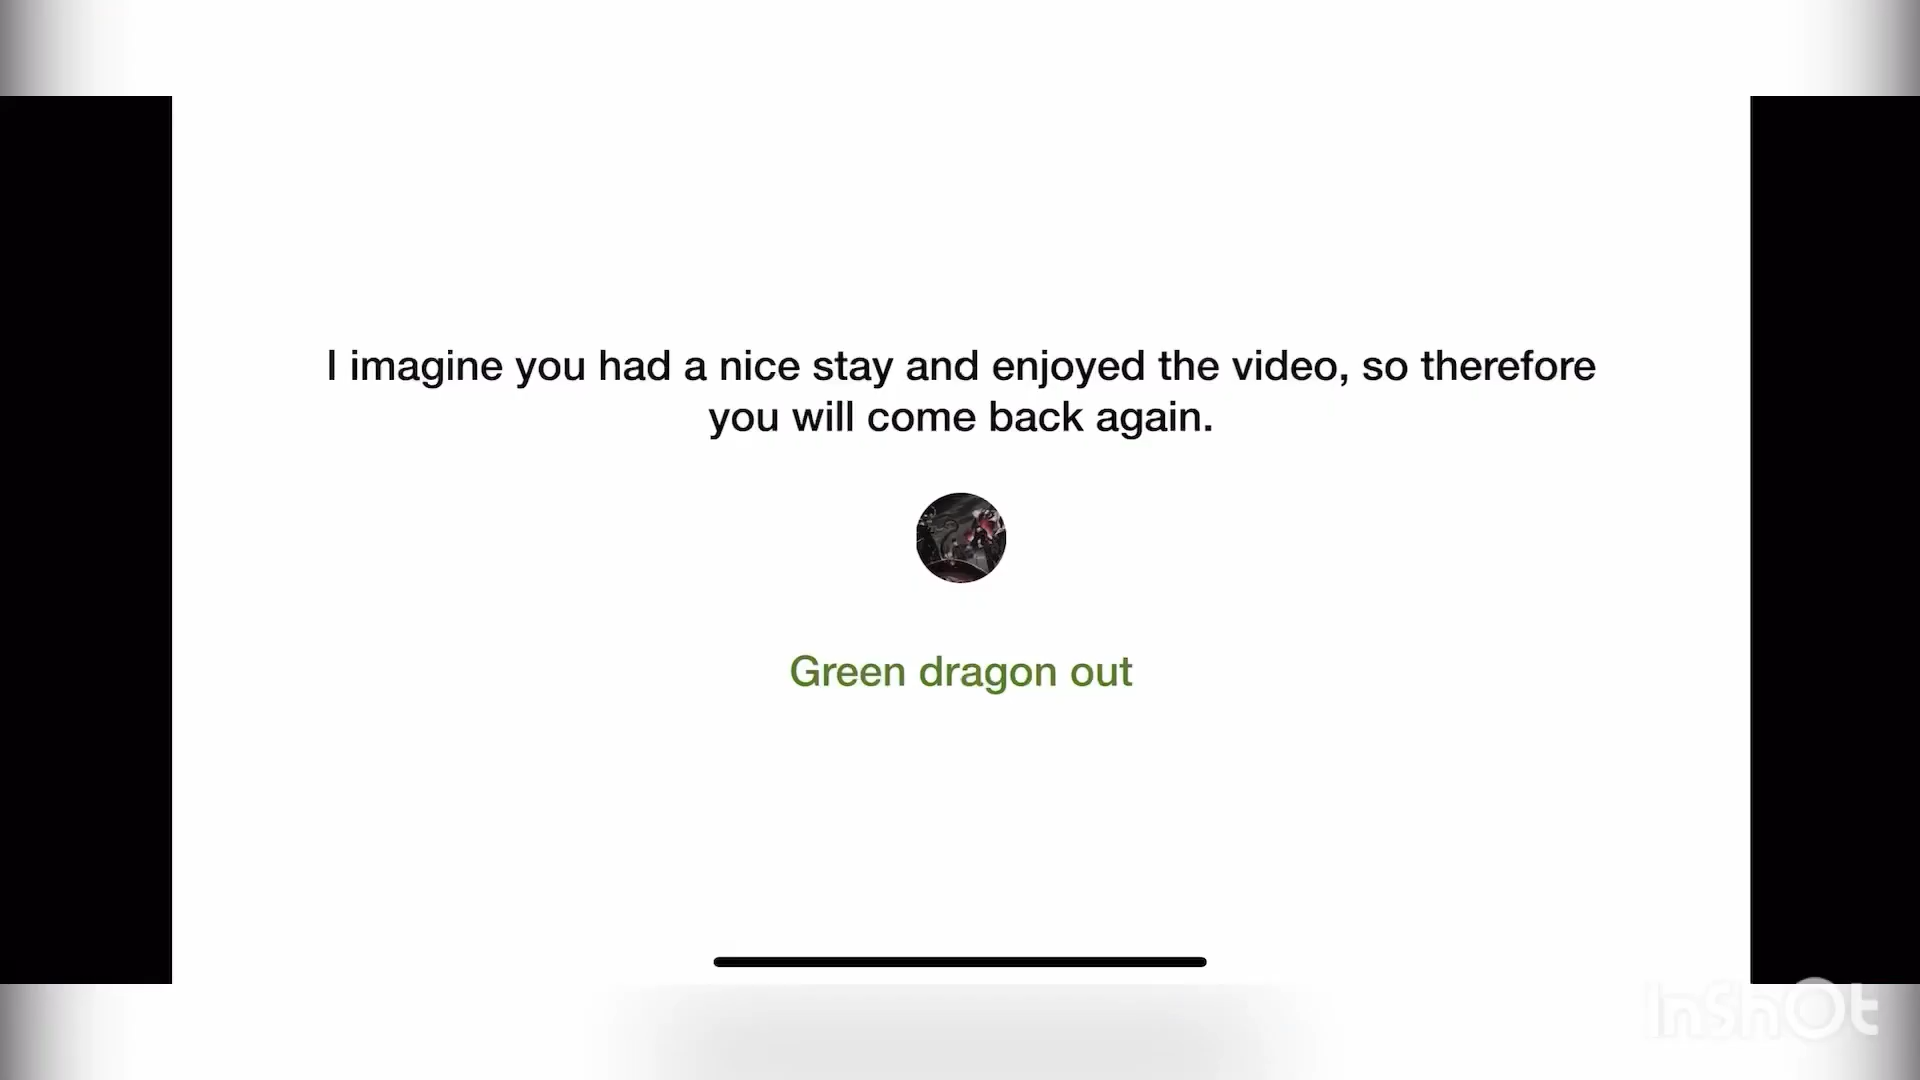 I imagine you had a nice stay and enjoyed the video, so therefore
you will come back again.
Green dragon out
InShOt